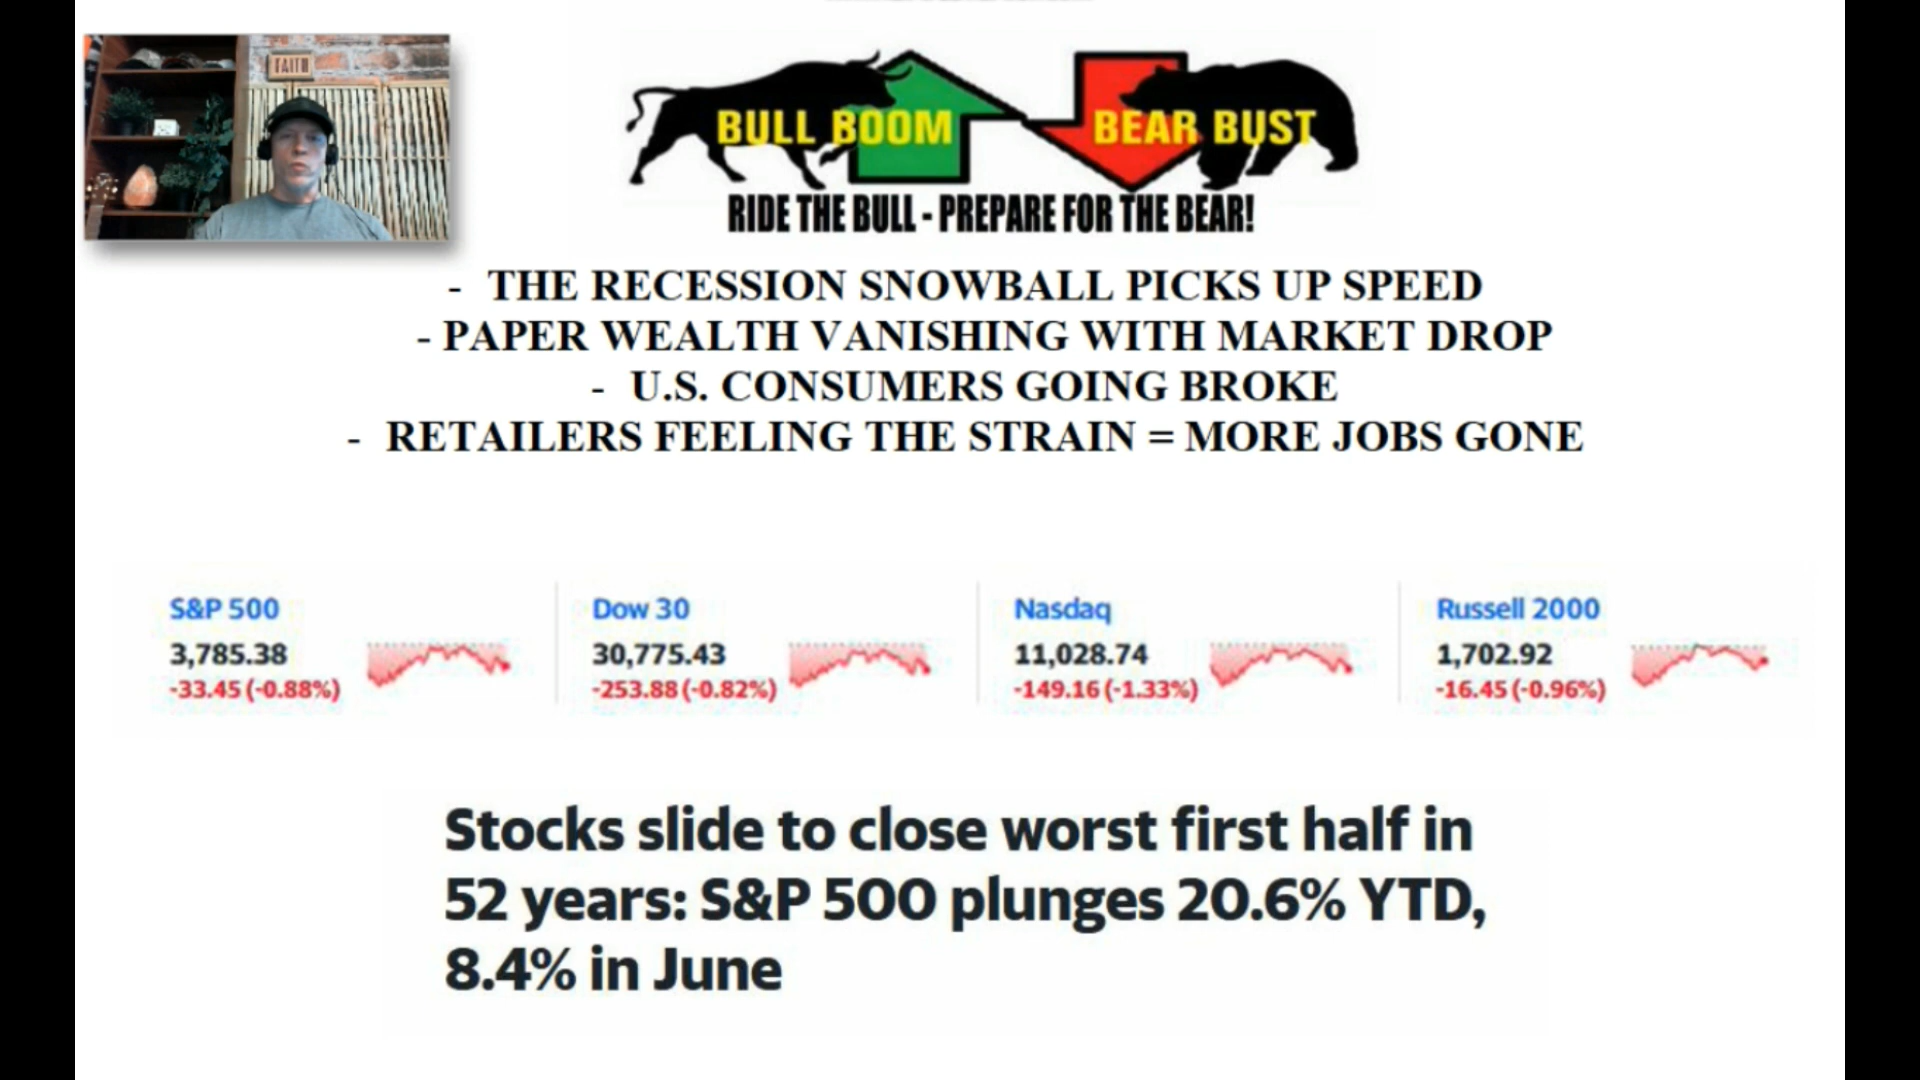 FAITH
BULL BOOM
BEAR BUST
RIDE THE BULL - PREPARE FOR THE BEAR!
- THE RECESSION SNOWBALL PICKS UP SPEED
- PAPER WEALTH VANISHING WITH MARKET DROP
- U.S. CONSUMERS GOING BROKE
- RETAILERS FEELING THE STRAIN = MORE JOBS GONE
S&P 500
3,785.38
-33.45 (-0.88%)
Dow 30
30,775.43
-253.88 (-0.82%)
Nasdaq
11,028.74
-149.16 (-1.33%)
Russell 2000
1,702.92
-16.45 (-0.96%)
Stocks slide to close worst first half in
52 years: S&P 500 plunges 20.6% YTD,
8.4% in June